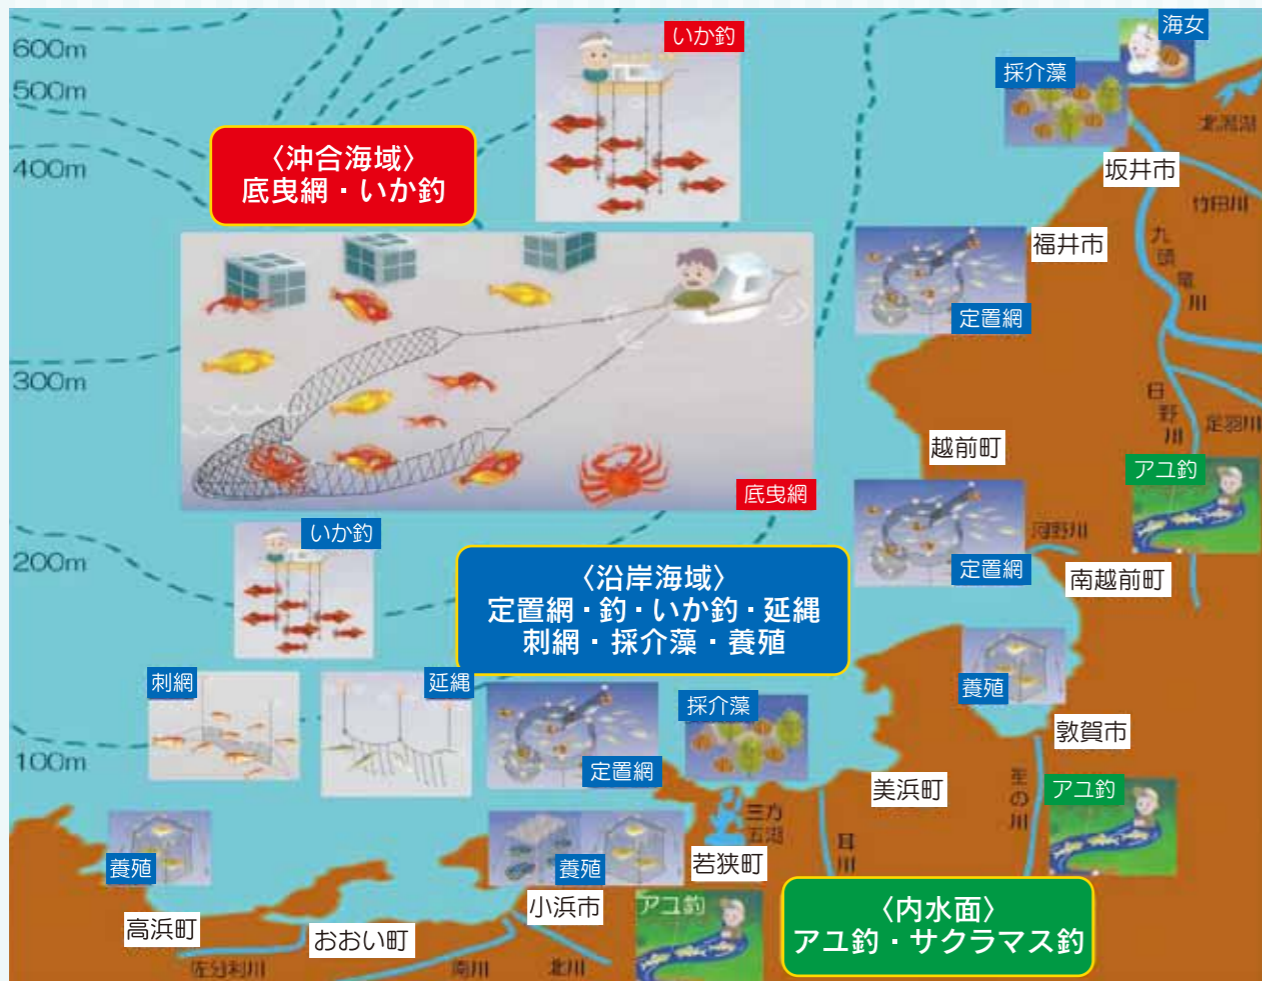 600m
500m
400m
300m
200m
100m
いか釣
海女
採介藻
〈沖合海域〉
底曳網・いか釣
北潟湖
坂井市
竹田川
福井市
九頭竜川
定置網
日野川
足羽川
越前町
アユ釣
底曳網
河野川
定置網
南越前町
いか釣
〈沿岸海域〉
定置網・釣・いか釣・延縄
刺網・採介藻・養殖
養殖
敦賀市
刺網
延縄
定置網
採介藻
美浜町
笙の川
アユ釣
三方五湖
耳川
若狭町
養殖
養殖
高浜町
おおい町
小浜市
アユ釣
〈内水面〉
アユ釣・サクラマス釣
佐分利川
南川
北川